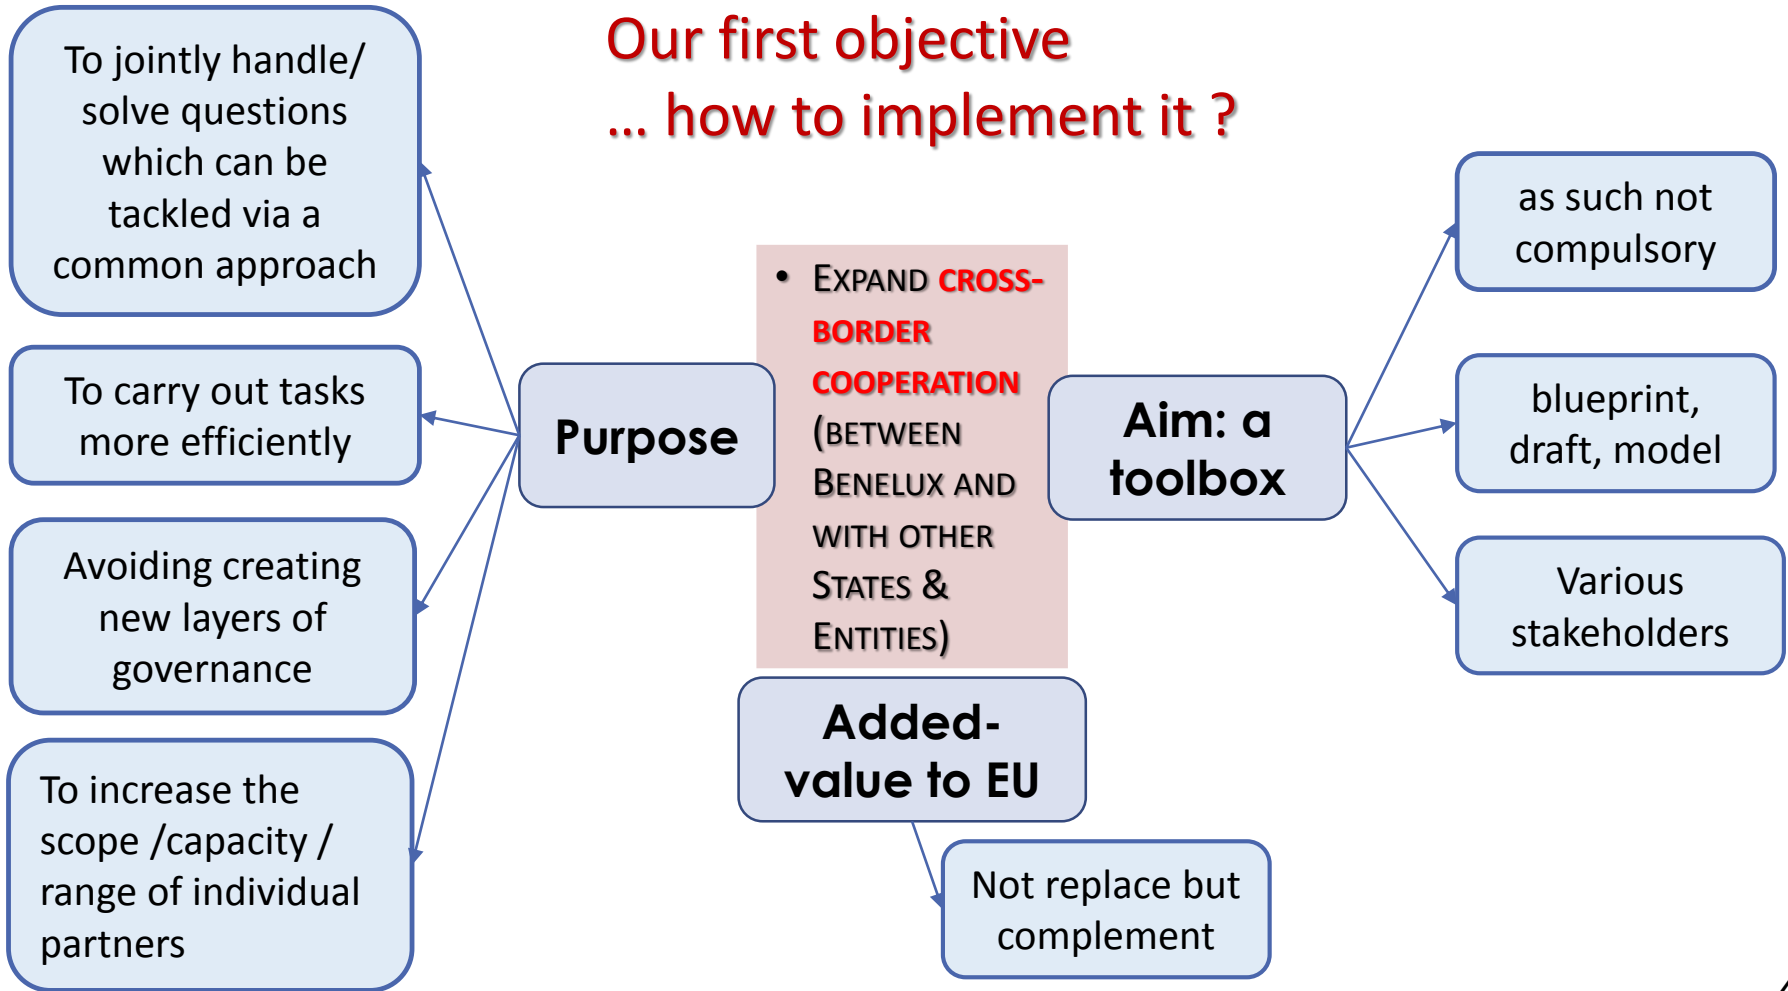 Our first objective
... how to implement it ?
To jointly handle/
solve questions
which can be
tackled via a
common approach
To carry out tasks
more efficiently
Avoiding creating
new layers of
governance
To increase the
scope /capacity /
range of individual
partners
Purpose
• EXPAND CROSS-
BORDER
COOPERATION
(BETWEEN
BENELUX AND
WITH OTHER
STATES &
ENTITIES)
Added-
value to EU
Not replace but
complement
Aim: a
toolbox
as such not
compulsory
blueprint,
draft, model
Various
stakeholders